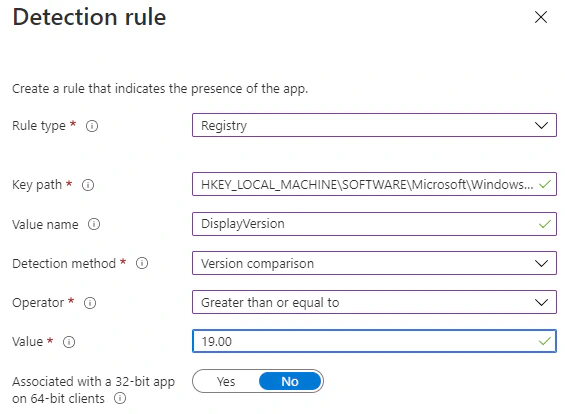 Detection rule
Create a rule that indicates the presence of the app.
Rule type *
Registry
Key path *
HKEY_LOCAL_MACHINE\SOFTWARE\Microsoft\Windows...
Value name
DisplayVersion
Detection method *
Version comparison
Operator *
Greater than or equal to
Value *
19.00
Associated with a 32-bit app
on 64-bit clients
Yes No